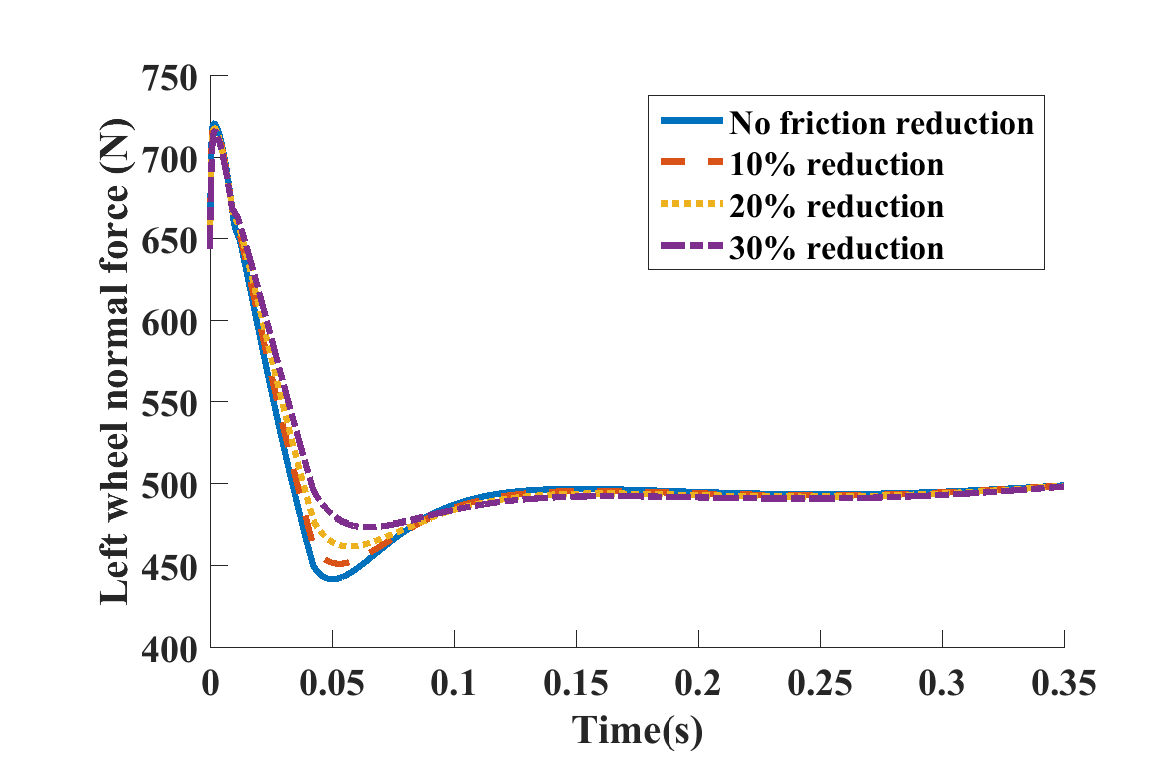 750
700
650
600
550
500
450
400
Left wheel normal force (N)
No friction reduction
10% reduction
20% reduction
30% reduction
0 0.05 0.1 0.15 0.2 0.25 0.3 0.35
Time(s)